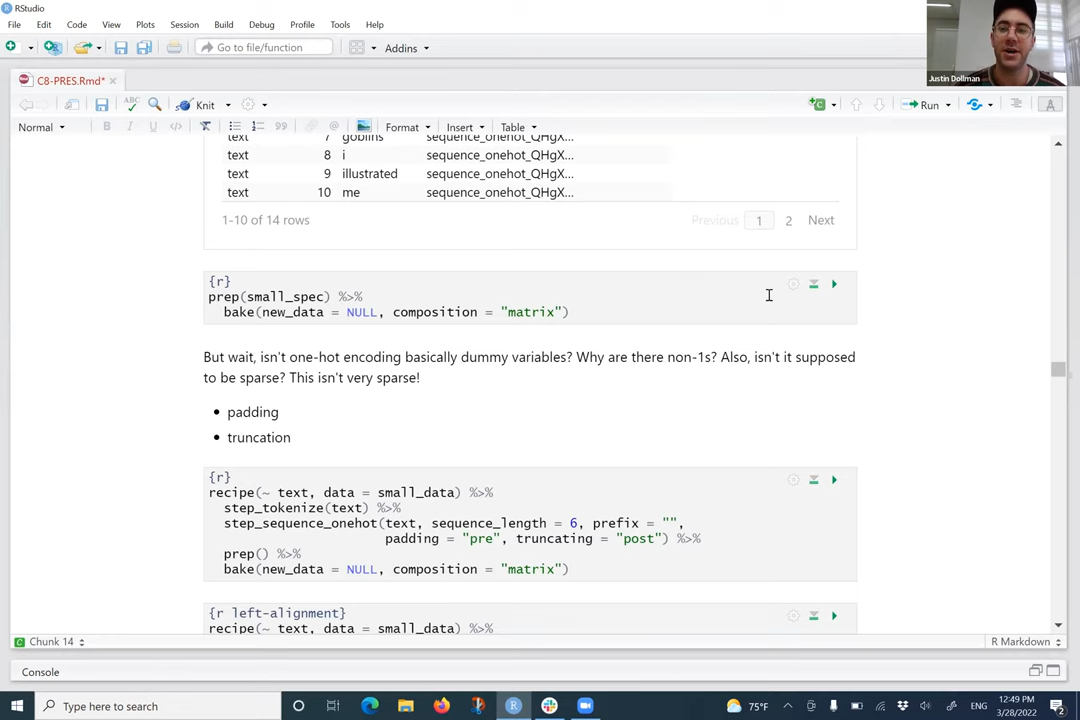 RStudio
File Edit Code View Plots Session Build Debug Profile Tools Help
Go to file/function Addins
Justin Dollman
C8-PRES.Rmd*
ABC Knit Run
Normal B I U Format Insert Table
text 7 goblins sequence_onehot_QHgX...
text 8 i sequence_onehot_QHgX...
text 9 illustrated sequence_onehot_QHgX...
text 10 me sequence_onehot_QHgX...
1-10 of 14 rows Previous 1 2 Next
{r}
prep(small_spec) %>%
bake(new_data = NULL, composition = "matrix")
But wait, isn't one-hot encoding basically dummy variables? Why are there non-1s? Also, isn't it supposed
to be sparse? This isn't very sparse!
• padding
• truncation
{r}
recipe(~ text, data = small_data) %>%
step_tokenize(text) %>%
step_sequence_onehot(text, sequence_length = 6, prefix = "",
padding = "pre", truncating = "post") %>%
prep() %>%
bake(new_data = NULL, composition = "matrix")
{r left-alignment}
recipe(~ text, data = small_data) %>%
Chunk 14 R Markdown
Console
Type here to search 75°F ENG 12:49 PM
3/28/2022 2